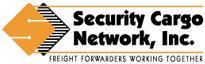 Security Cargo
Network, Inc.
FREIGHT FORWARDERS WORKING TOGETHER